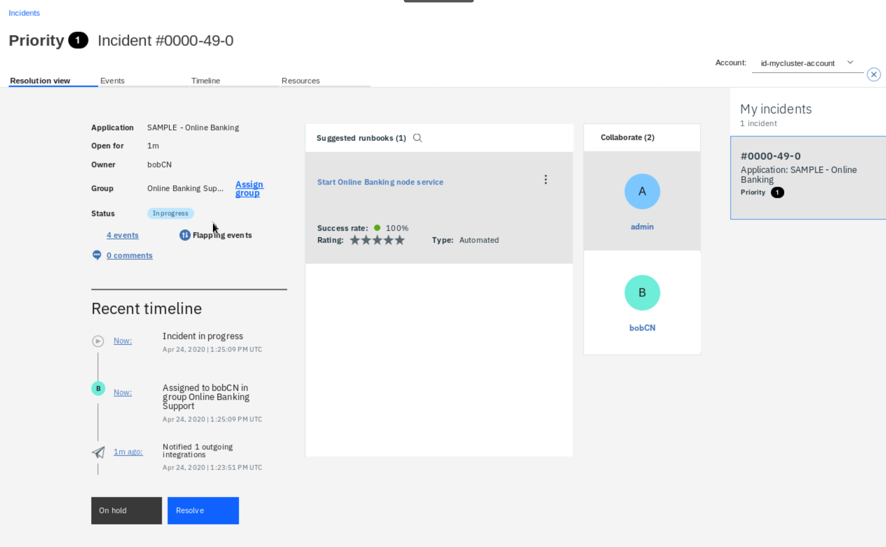 Incidents
Priority 1 Incident #0000-49-0
Account: id-mycluster-account
Resolution view Events Timeline Resources
Application SAMPLE - Online Banking
Open for 1m
Owner bobCN
Group Online Banking Sup... Assign group
Status In progress
4 events Flapping events
0 comments
Recent timeline
Now: Incident in progress
Apr 24, 2020 | 1:25:09 PM UTC
B Now: Assigned to bobCN in
group Online Banking
Support
Apr 24, 2020 | 1:25:09 PM UTC
1m ago: Notified 1 outgoing
integrations
Apr 24, 2020 | 1:23:51 PM UTC
On hold Resolve
Suggested runbooks (1)
Start Online Banking node service
Success rate: 100%
Rating: Type: Automated
Collaborate (2)
A
admin
B
bobCN
My incidents
1 incident
#0000-49-0
Application: SAMPLE - Online
Banking
Priority 1